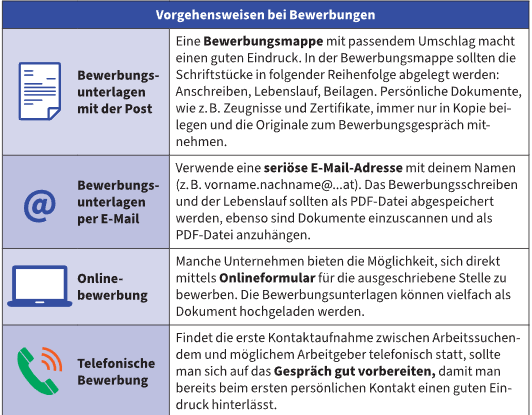 Vorgehensweisen bei Bewerbungen
Bewerbungs-
unterlagen
mit der Post
Eine Bewerbungsmappe mit passendem Umschlag macht
einen guten Eindruck. In der Bewerbungsmappe sollten die
Schriftstücke in folgender Reihenfolge abgelegt werden:
Anschreiben, Lebenslauf, Beilagen. Persönliche Dokumente,
wie z. B. Zeugnisse und Zertifikate, immer nur in Kopie bei-
legen und die Originale zum Bewerbungsgespräch mit-
nehmen.
@
Bewerbungs-
unterlagen
per E-Mail
Verwende eine seriöse E-Mail-Adresse mit deinem Namen
(z. B. vorname.nachname@...at). Das Bewerbungsschreiben
und der Lebenslauf sollten als PDF-Datei abgespeichert
werden, ebenso sind Dokumente einzuscannen und als
PDF-Datei anzuhängen.
Online-
bewerbung
Manche Unternehmen bieten die Möglichkeit, sich direkt
mittels Onlineformular für die ausgeschriebene Stelle zu
bewerben. Die Bewerbungsunterlagen können vielfach als
Dokument hochgeladen werden.
Telefonische
Bewerbung
Findet die erste Kontaktaufnahme zwischen Arbeitssuchen-
dem und möglichem Arbeitgeber telefonisch statt, sollte
man sich auf das Gespräch gut vorbereiten, damit man
bereits beim ersten persönlichen Kontakt einen guten Ein-
druck hinterlässt.